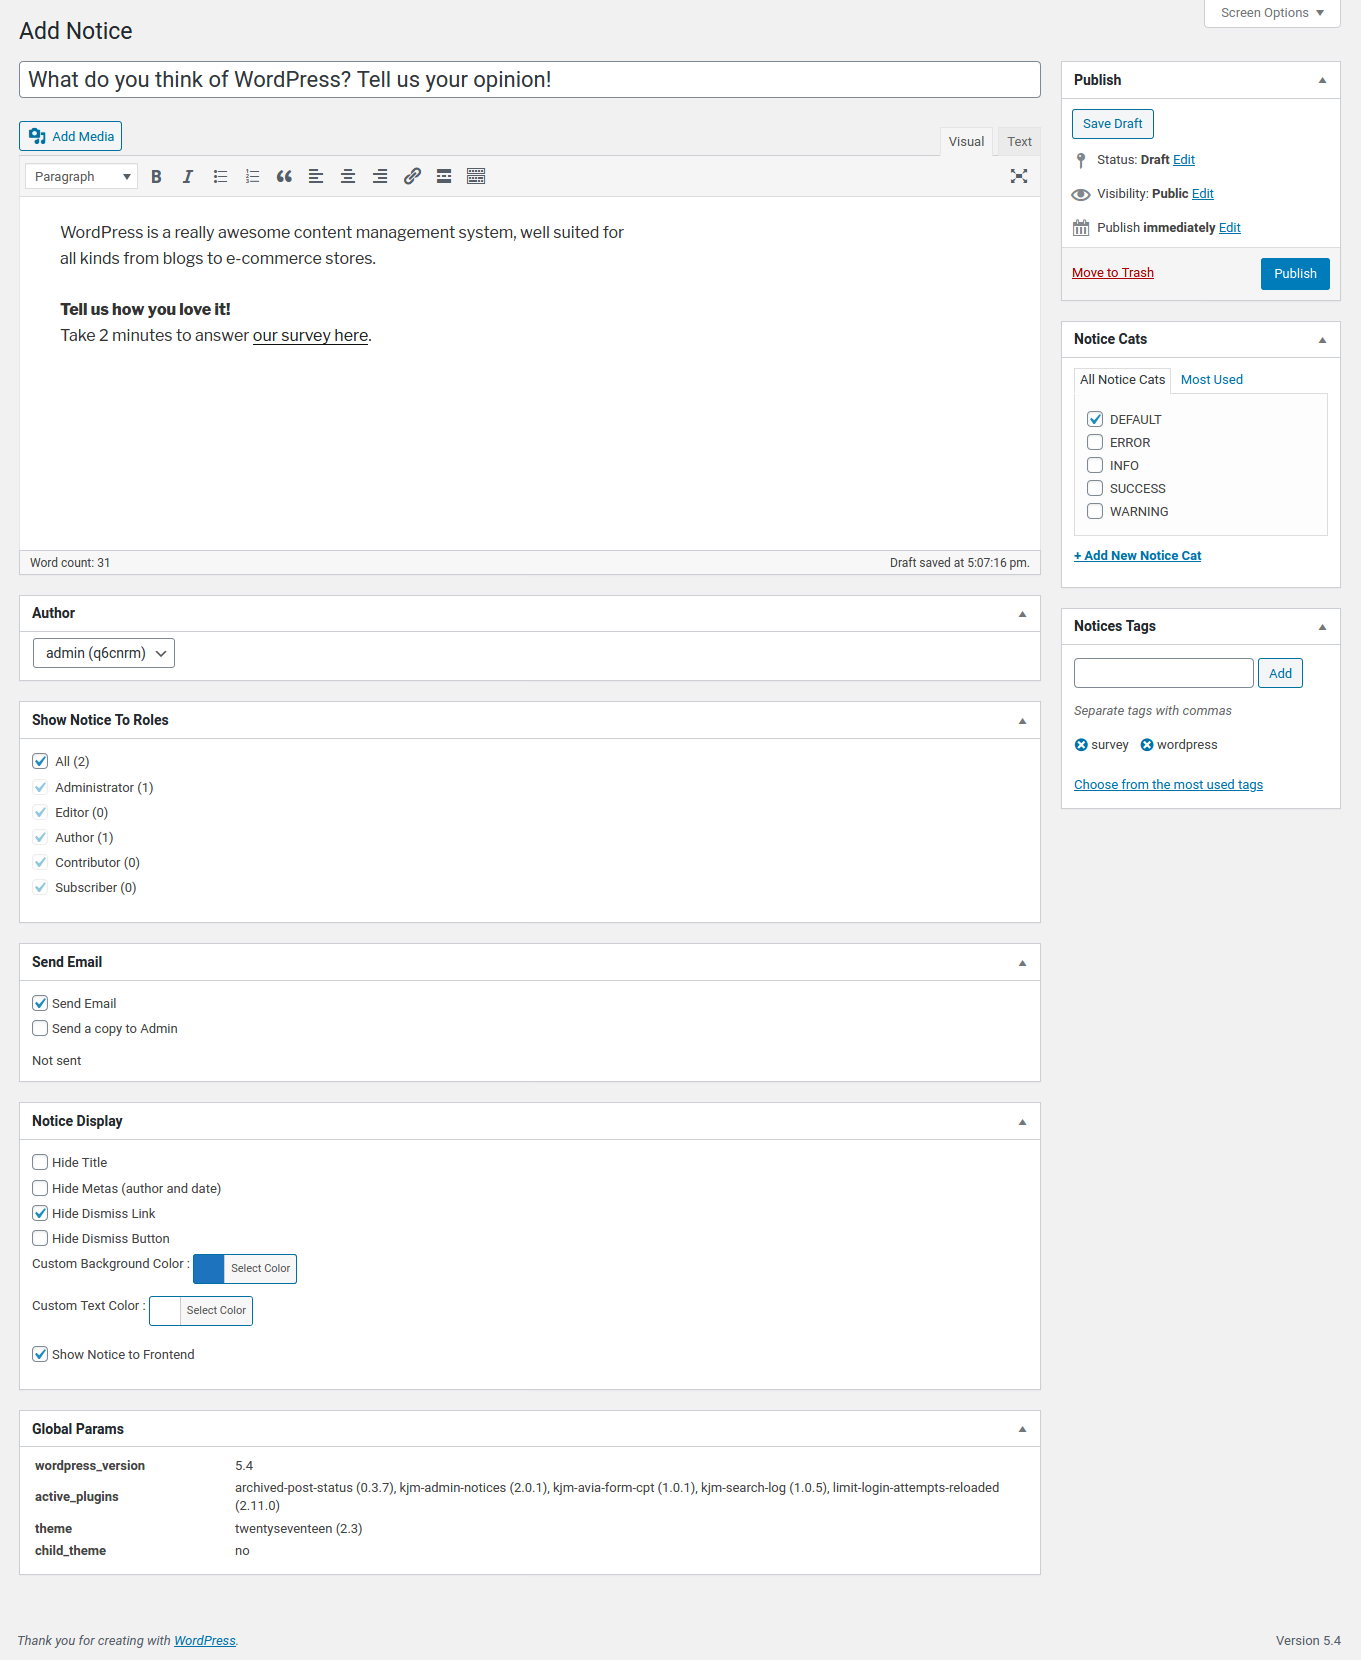 Screen Options
Add Notice
What do you think of WordPress? Tell us your opinion!
Add Media
Visual
Text
Paragraph
WordPress is a really awesome content management system, well suited for
all kinds from blogs to e-commerce stores.
Tell us how you love it!
Take 2 minutes to answer our survey here.
Word count: 31
Draft saved at 5:07:16 pm.
Author
admin (q6cnrm)
Show Notice To Roles
All (2)
Administrator (1)
Editor (0)
Author (1)
Contributor (0)
Subscriber (0)
Send Email
Send Email
Send a copy to Admin
Not sent
Notice Display
Hide Title
Hide Metas (author and date)
Hide Dismiss Link
Hide Dismiss Button
Custom Background Color : Select Color
Custom Text Color : Select Color
Show Notice to Frontend
Global Params
wordpress_version 5.4
active_plugins archived-post-status (0.3.7), kjm-admin-notices (2.0.1), kjm-avia-form-cpt (1.0.1), kjm-search-log (1.0.5), limit-login-attempts-reloaded
(2.11.0)
theme twentyseventeen (2.3)
child_theme no
Publish
Save Draft
Status: Draft Edit
Visibility: Public Edit
Publish immediately Edit
Move to Trash
Publish
Notice Cats
All Notice Cats
Most Used
DEFAULT
ERROR
INFO
SUCCESS
WARNING
+ Add New Notice Cat
Notices Tags
Add
Separate tags with commas
survey wordpress
Choose from the most used tags
Thank you for creating with WordPress.
Version 5.4